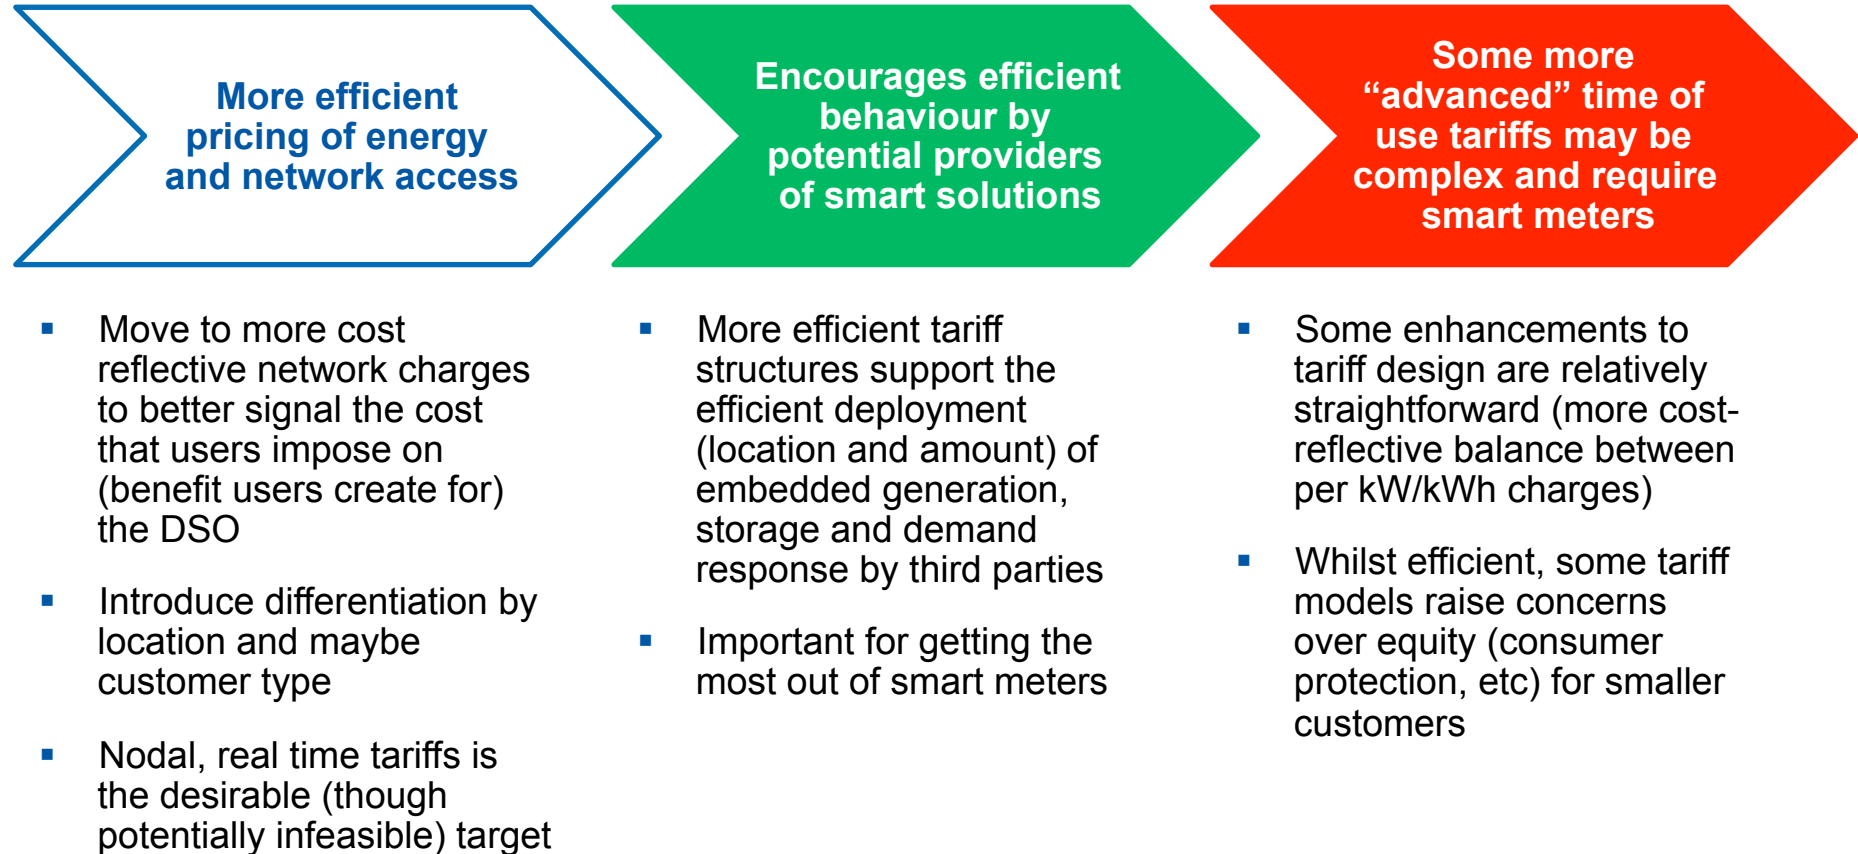 More efficient
pricing of energy
and network access
Encourages efficient
behaviour by
potential providers
of smart solutions
Some more
“advanced” time of
use tariffs may be
complex and require
smart meters
▪ Move to more cost
reflective network charges
to better signal the cost
that users impose on
(benefit users create for)
the DSO
▪ Introduce differentiation by
location and maybe
customer type
▪ Nodal, real time tariffs is
the desirable (though
potentially infeasible) target
▪ More efficient tariff
structures support the
efficient deployment
(location and amount) of
embedded generation,
storage and demand
response by third parties
▪ Important for getting the
most out of smart meters
▪ Some enhancements to
tariff design are relatively
straightforward (more cost-
reflective balance between
per kW/kWh charges)
▪ Whilst efficient, some tariff
models raise concerns
over equity (consumer
protection, etc) for smaller
customers